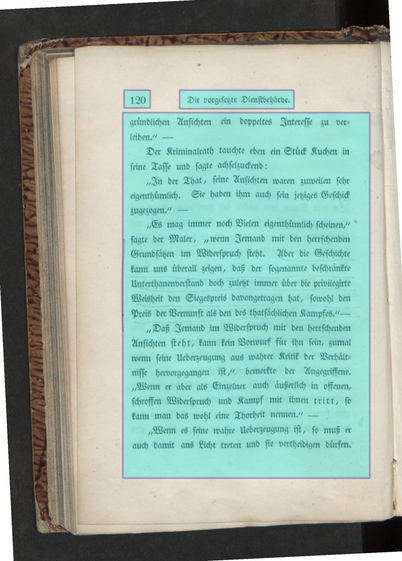 120
Die vorgesetzte Dienstbehörde.
gründlichen Ansichten ein doppeltes Interesse zu ver-
leihen.“ —
Der Kriminalrath tauchte eben ein Stück Kuchen in
seine Tasse und sagte achselzuckend:
„In der That, seine Ansichten waren zuweilen sehr
eigenthümlich. Sie haben ihm auch sein jetziges Geschick
zugezogen.“ —
„Es mag immer noch Vielen eigenthümlich scheinen,“
sagte der Maler, „wenn Jemand mit den herrschenden
Grundsätzen im Widerspruch steht. Aber die Geschichte
kann uns überall zeigen, daß der sogenannte beschränkte
Unterthanenverstand doch zuletzt immer über die privilegirte
Weisheit den Siegespreis davongetragen hat, sowohl den
Preis der Vernunft als den des thatsächlichen Kampfes.“—
„Daß Jemand im Widerspruch mit den herrschenden
Ansichten steht, kann kein Vorwurf für ihn sein, zumal
wenn seine Ueberzeugung aus wahrer Kritik der Verhält-
nisse hervorgegangen ist,“ bemerkte der Angegriffene.
„Wenn er aber als Einzelner auch äußerlich in offenen,
schroffen Widerspruch und Kampf mit ihnen tritt, so
kann man das wohl eine Thorheit nennen.“ —
„Wenn es seine wahre Ueberzeugung ist, so muß er
auch damit ans Licht treten und sie vertheidigen dürfen.